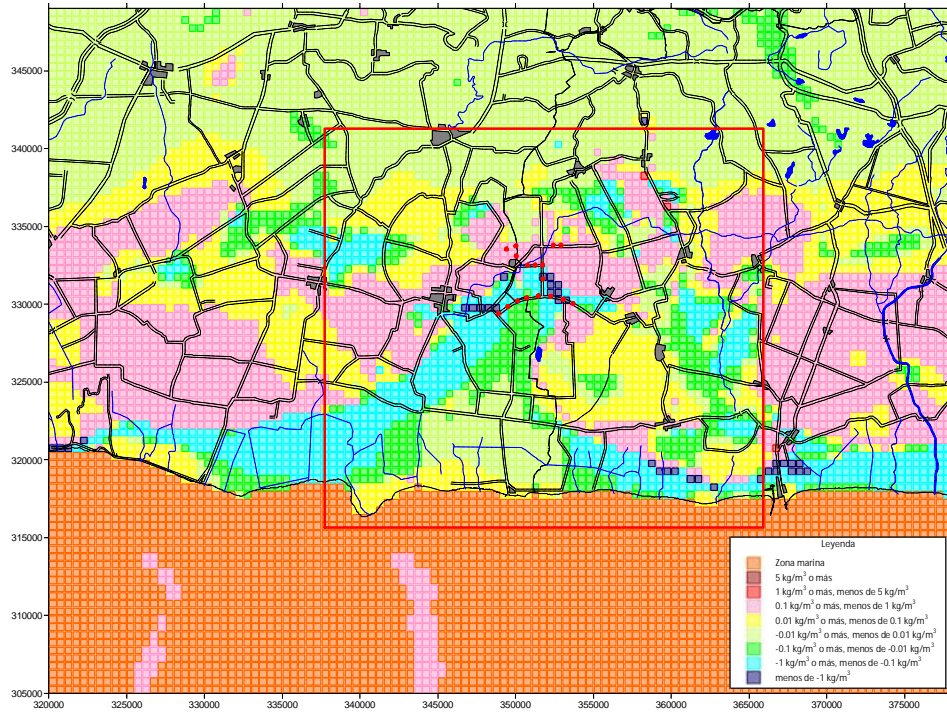 345000
340000
335000
330000
325000
320000
315000
310000
305000
320000 325000 330000 335000 340000 345000 350000 355000 360000 365000 370000 375000
Leyenda
Zona marina
5 kg/m³ o más
1 kg/m³ o más, menos de 5 kg/m³
0.1 kg/m³ o más, menos de 1 kg/m³
0.01 kg/m³ o más, menos de 0.1 kg/m³
-0.01 kg/m³ o más, menos de 0.01 kg/m³
-0.1 kg/m³ o más, menos de -0.01 kg/m³
-1 kg/m³ o más, menos de -0.1 kg/m³
menos de -1 kg/m³